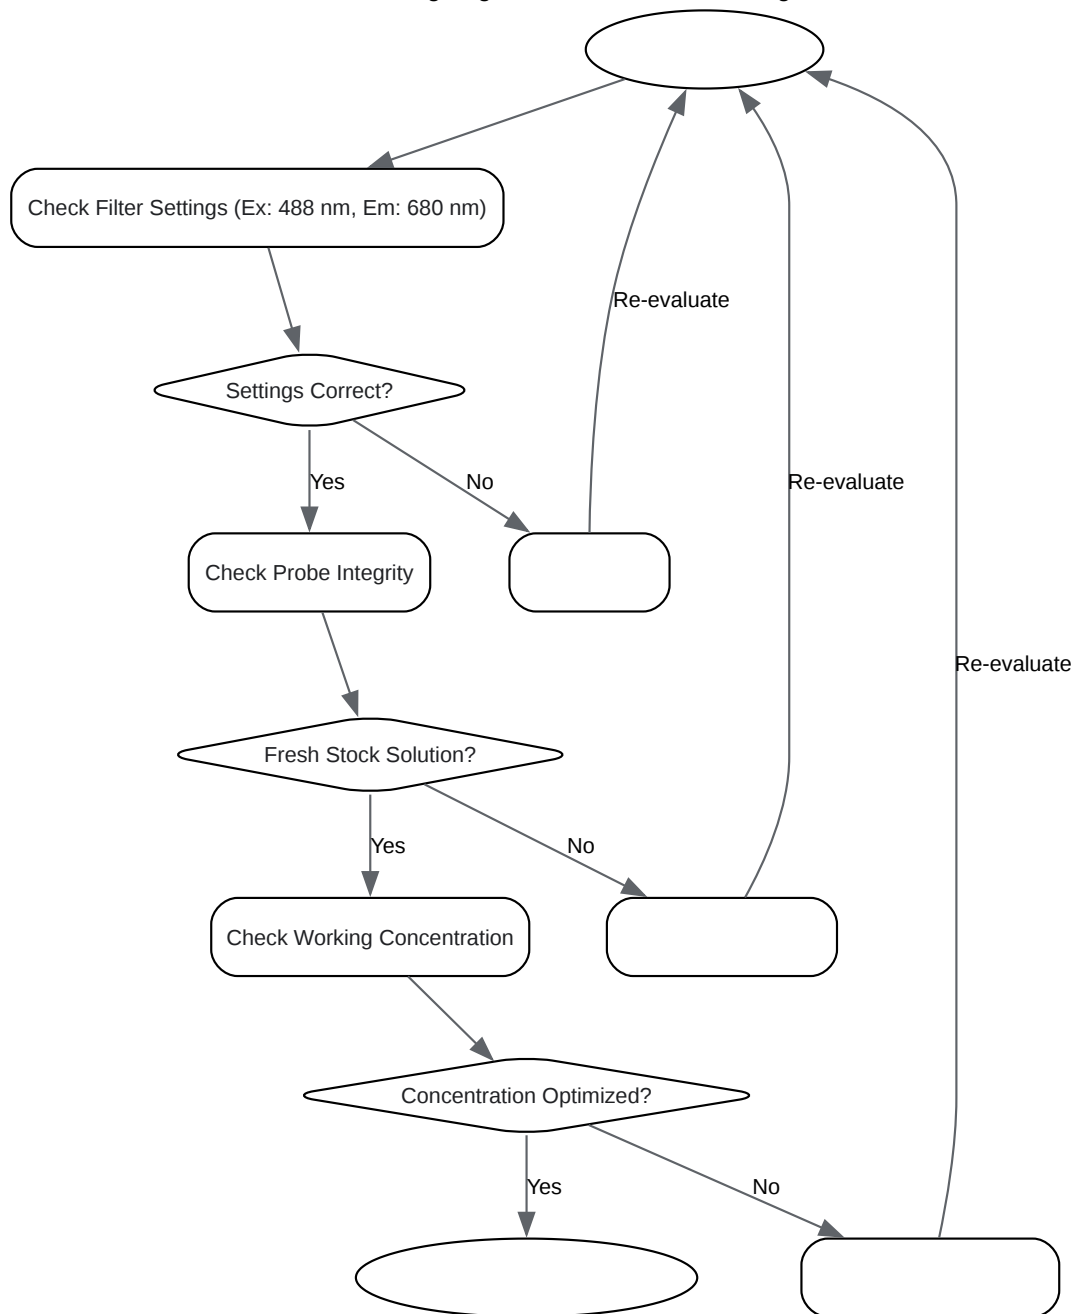 Check Filter Settings (Ex: 488 nm, Em: 680 nm)
Re-evaluate
Settings Correct?
Yes
No
Re-evaluate
Check Probe Integrity
Re-evaluate
Fresh Stock Solution?
Yes
No
Check Working Concentration
Concentration Optimized?
Yes
No